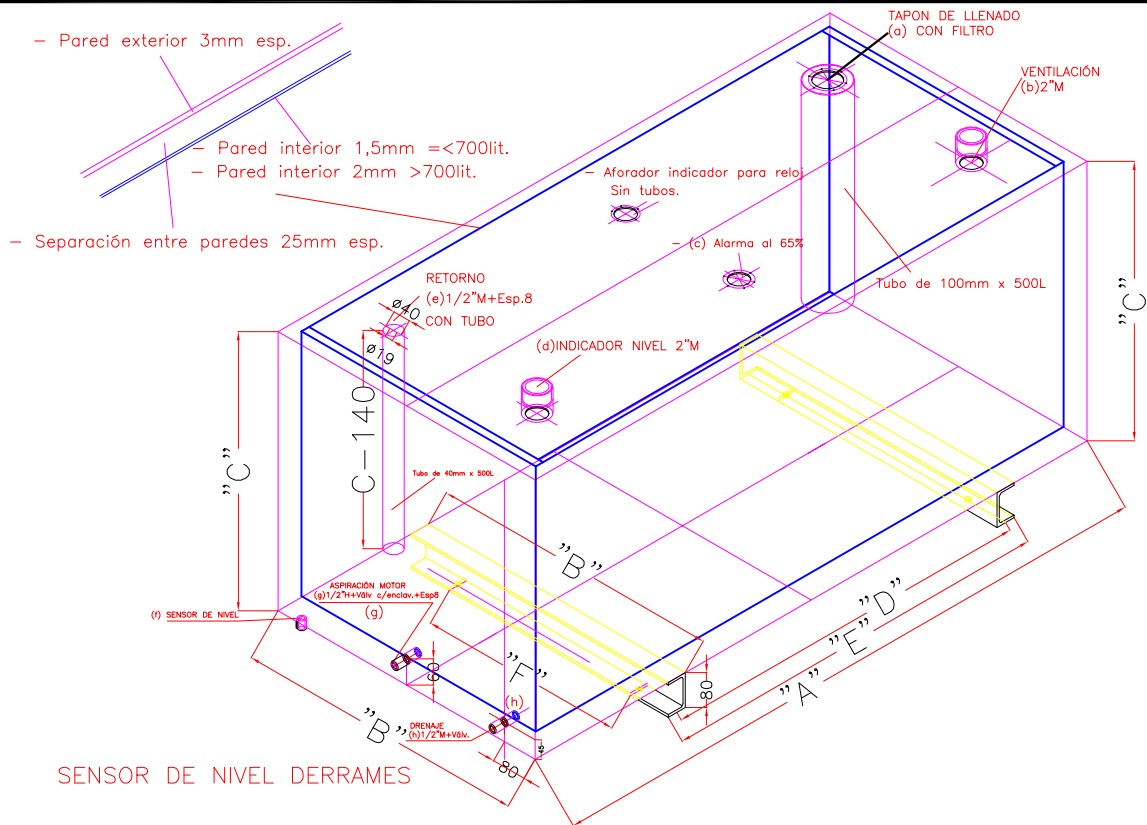 TAPON DE LLENADO
(a) CON FILTRO
– Pared exterior 3mm esp.
VENTILACIÓN
(b)2"M
– Pared interior 1,5mm =<700lit.
– Pared interior 2mm >700lit.
– Aforador indicador para reloj
Sin tubos.
– Separación entre paredes 25mm esp.
– (c) Alarma al 65%
RETORNO
(e)1/2"M+Esp.8
CON TUBO
Tubo de 100mm x 500L
ø40
ø19
"C"
(d)INDICADOR NIVEL 2"M
C–140
"C"
Tubo de 40mm x 500L
"B"
ASPIRACIÓN MOTOR
(g)1/2"H+Válv c/enclav.+Esp8
(g)
"D"
"E"
"A"
(f) SENSOR DE NIVEL
60
"F"
80
(h)
DRENAJE
(h)1/2"M+Válv.
"B"
45
80
SENSOR DE NIVEL DERRAMES